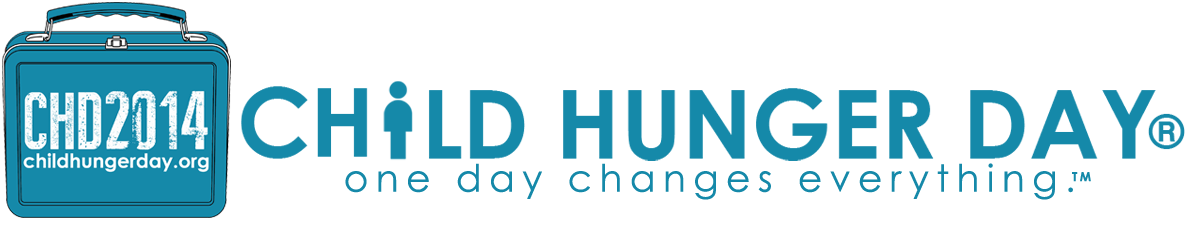 CHD2014
childhungerday.org
CHiLD HUNGER DAY®
one day changes everything.™